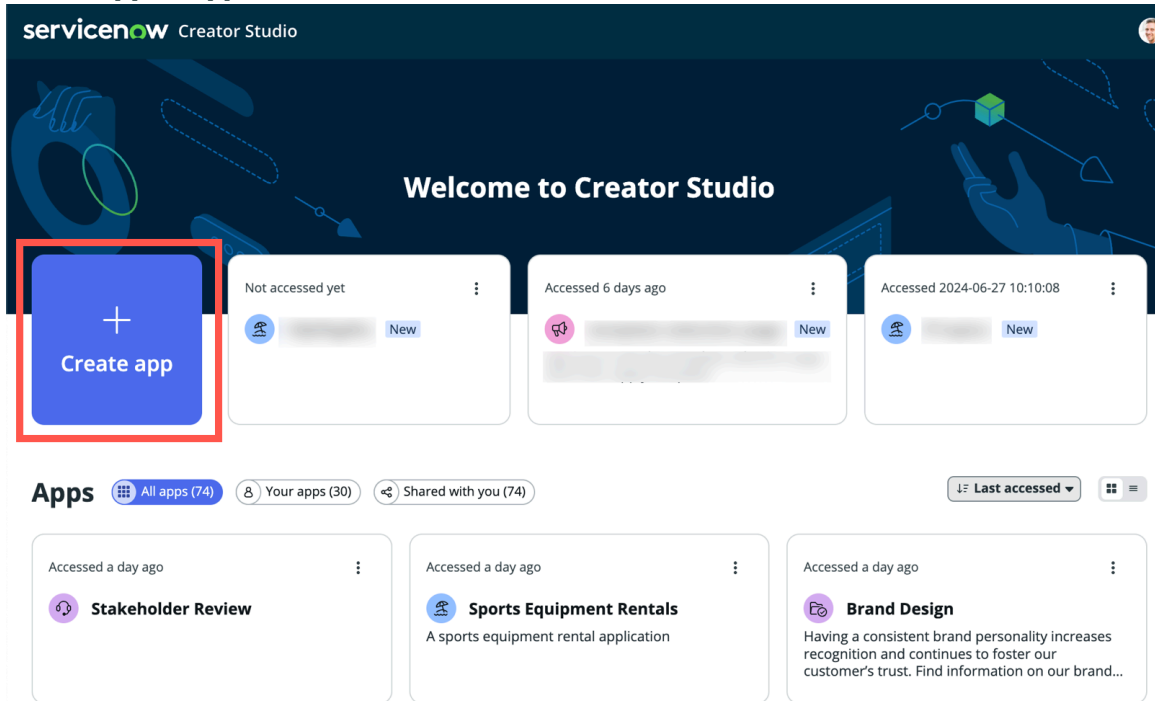 servicenow Creator Studio
Welcome to Creator Studio
Create app
Not accessed yet
New
Accessed 6 days ago
New
Accessed 2024-06-27 10:10:08
New
Apps
All apps (74)
Your apps (30)
Shared with you (74)
Last accessed
Accessed a day ago
Stakeholder Review
Accessed a day ago
Sports Equipment Rentals
A sports equipment rental application
Accessed a day ago
Brand Design
Having a consistent brand personality increases
recognition and continues to foster our
customer's trust. Find information on our brand...